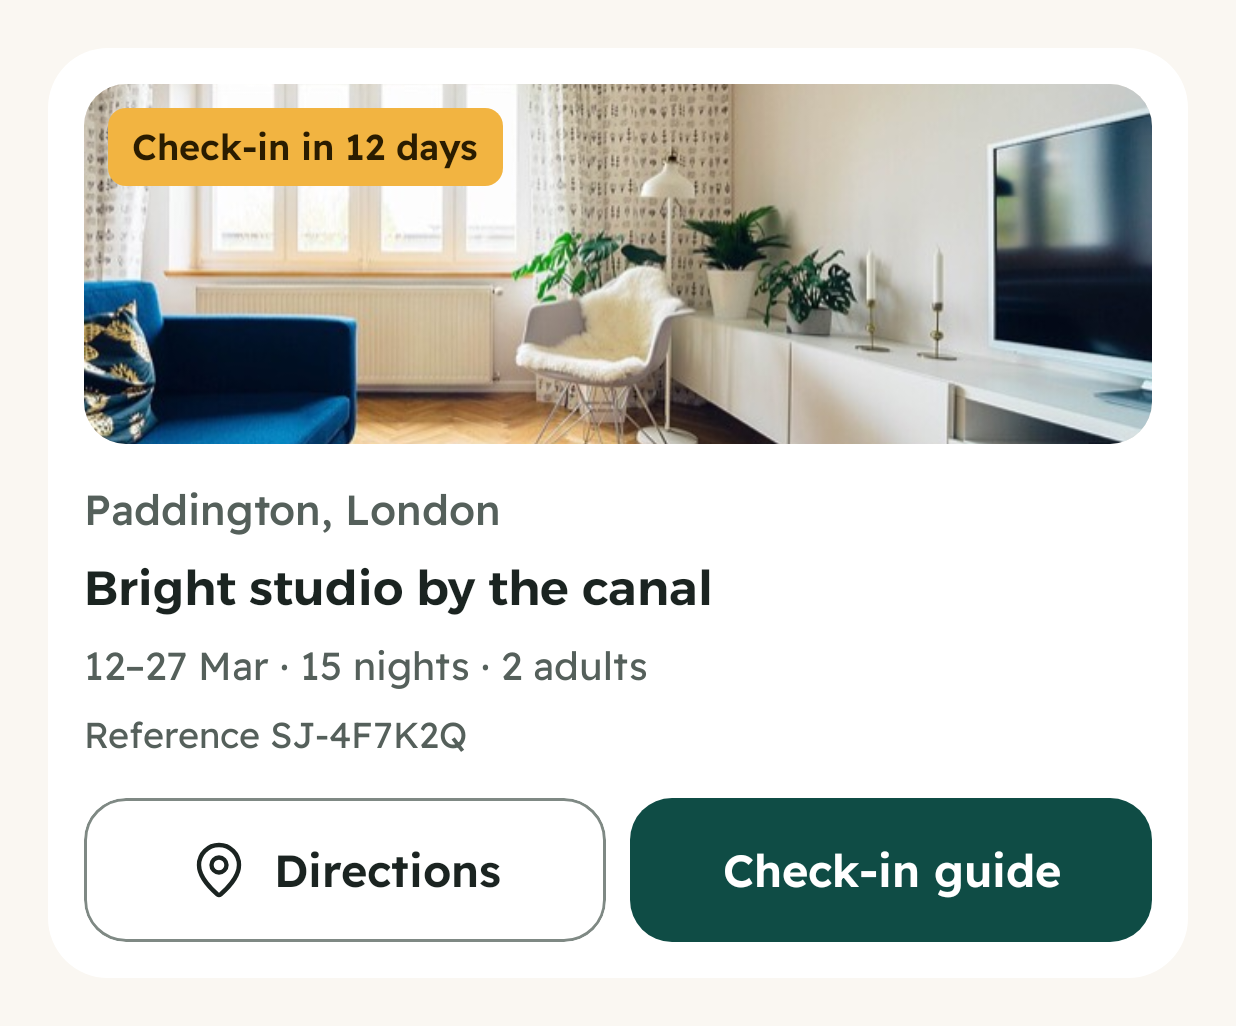 Check-in in 12 days
Paddington, London
Bright studio by the canal
12–27 Mar · 15 nights · 2 adults
Reference SJ-4F7K2Q
Directions
Check-in guide